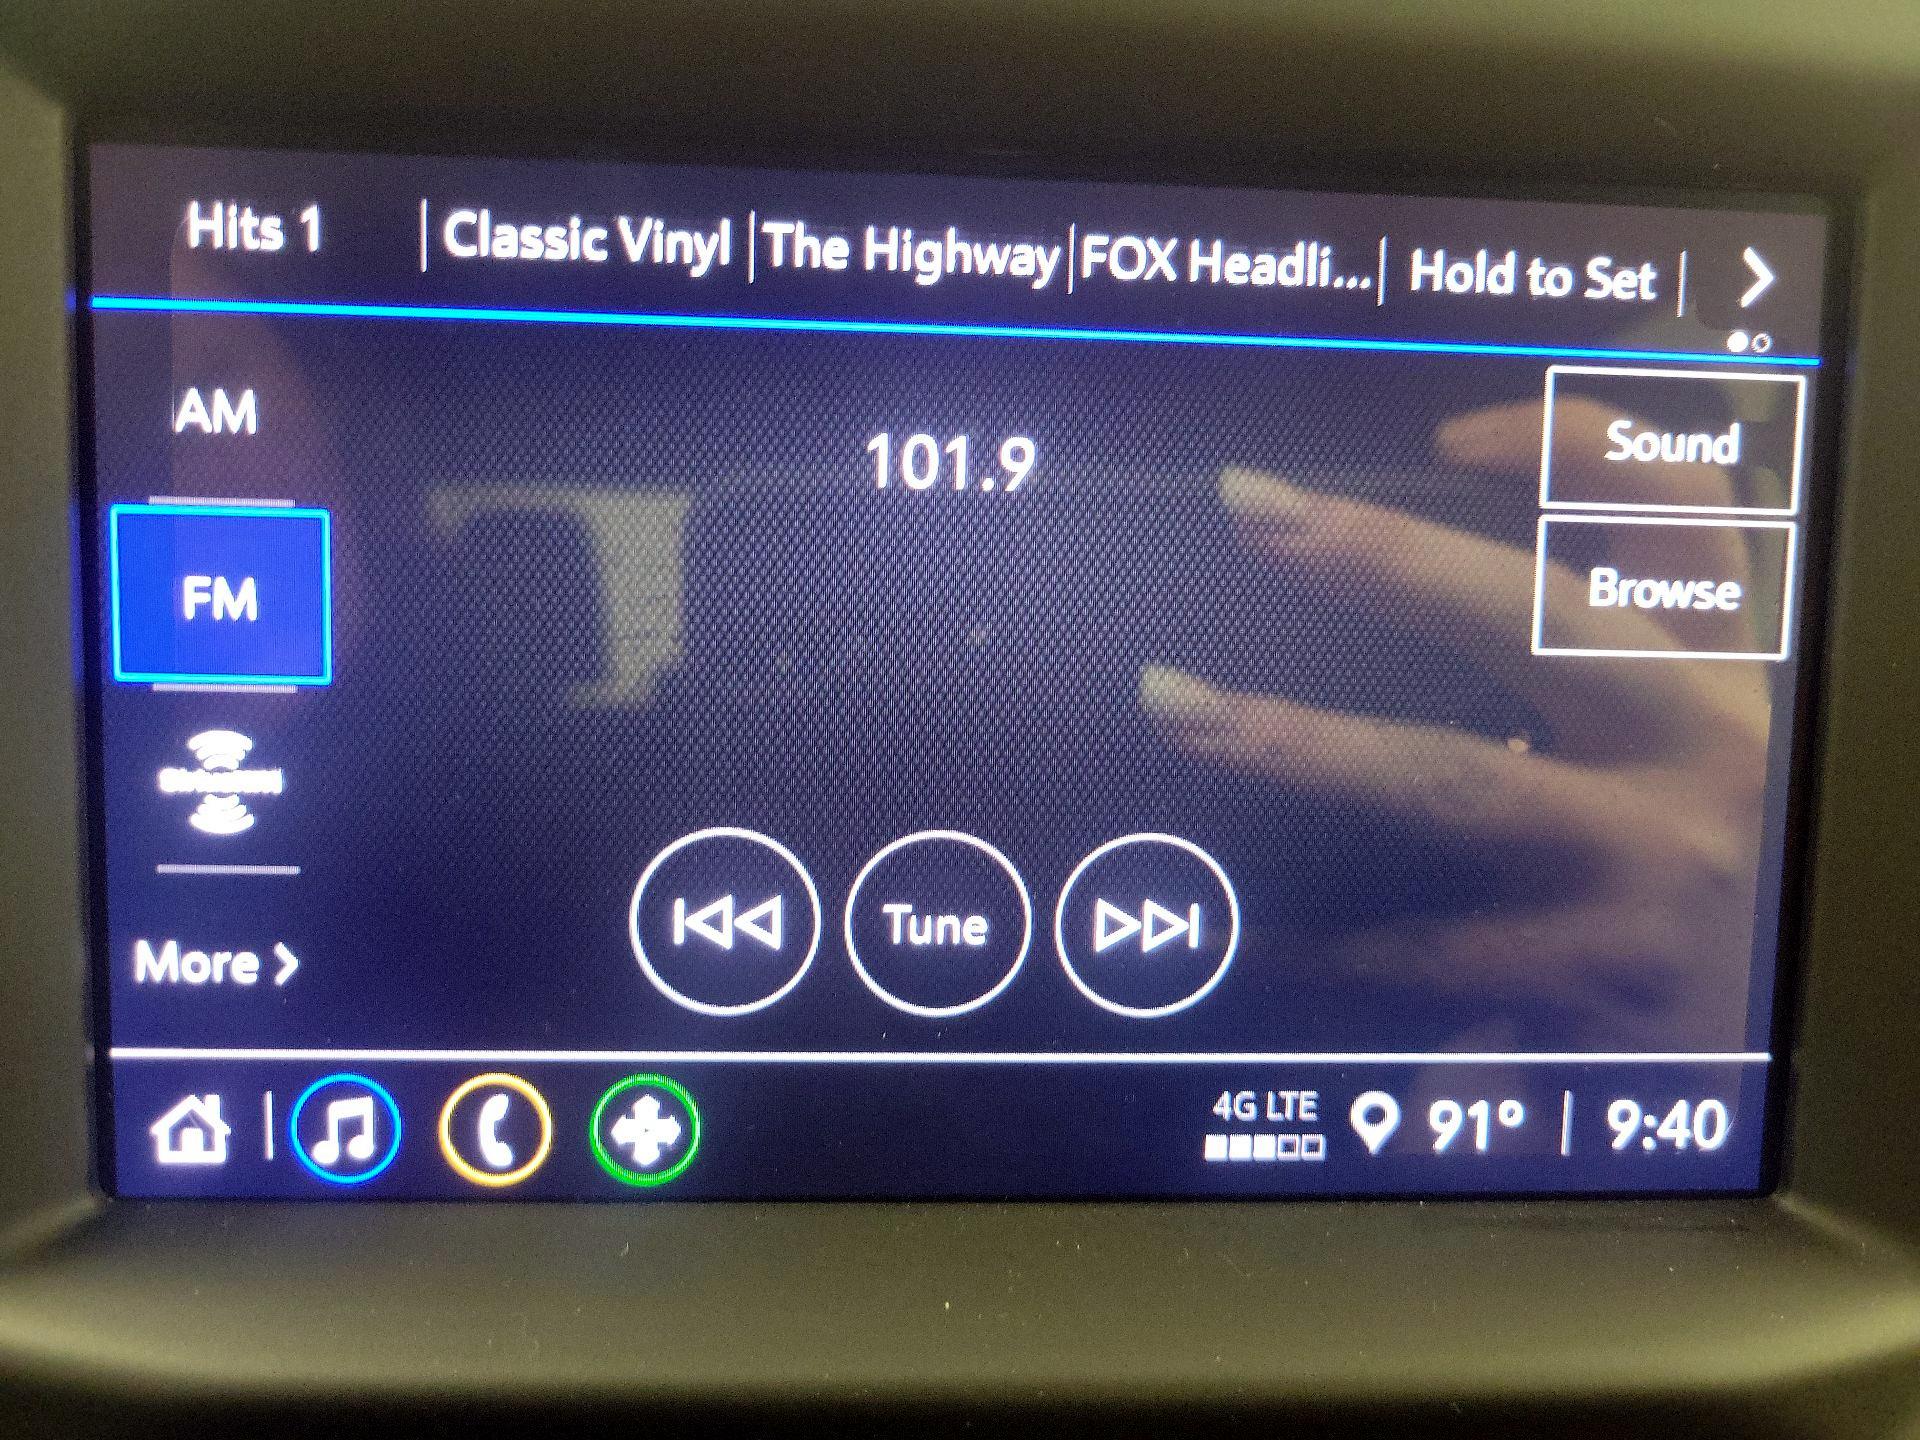 Hits 1 Classic Vinyl The Highway FOX Headli... Hold to Set
AM
101.9
Sound
FM
Browse
More
Tune
4G LTE 91° 9:40